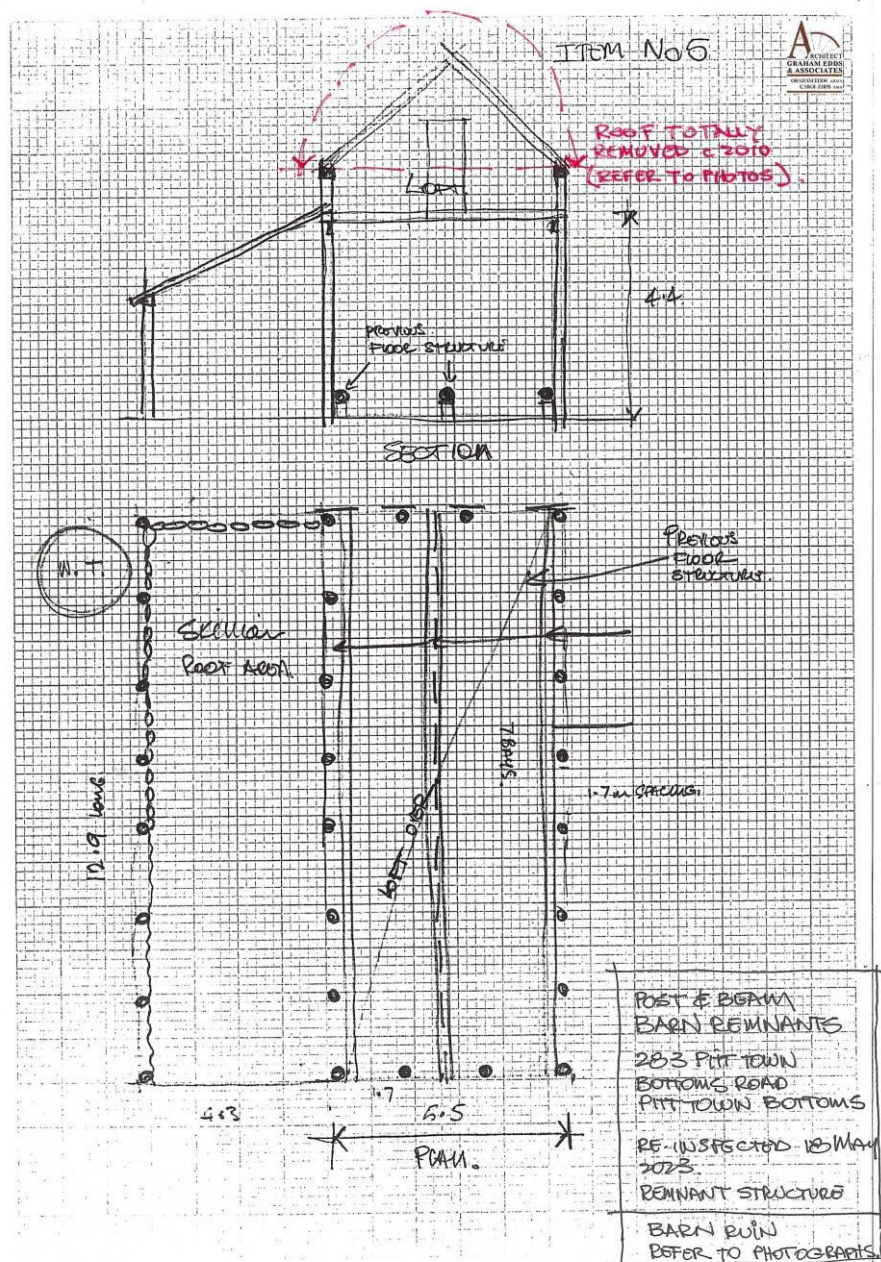 ITEM No 5
ARCHITECT
GRAHAM EDDS
& ASSOCIATES
ROOF TOTALLY
REMOVED c 2010
(REFER TO PHOTOS).
LOFT.
4.4
PREVIOUS
FLOOR STRUCTURE
SECTION
W.T.
PREVIOUS
FLOOR
STRUCTURE.
SKILLION
ROOF AREA.
7 BAYS.
1.7m SPACING.
12.9 LONG
LOFT OVER
4.3
1.7
6.5
PLAN.
POST & BEAM
BARN REMNANTS
283 PITT TOWN
BOTTOMS ROAD
PITT TOWN BOTTOMS
RE-INSPECTED 18 MAY
2023
REMNANT STRUCTURE
BARN RUIN
REFER TO PHOTOGRAPHS.